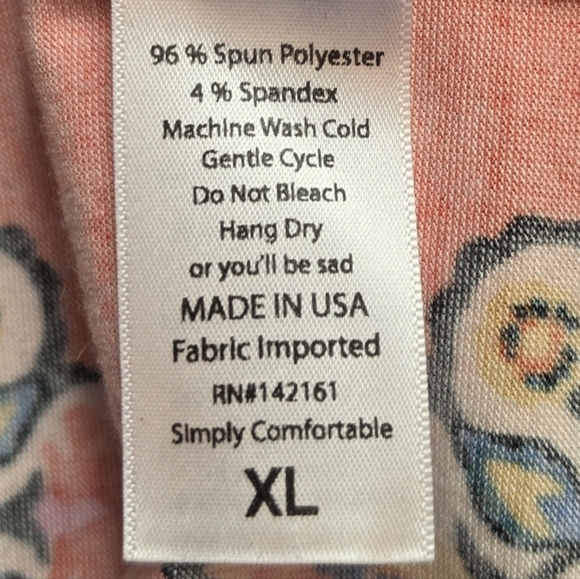 96 % Spun Polyester
4 % Spandex
Machine Wash Cold
Gentle Cycle
Do Not Bleach
Hang Dry
or you'll be sad
MADE IN USA
Fabric Imported
RN#142161
Simply Comfortable
XL